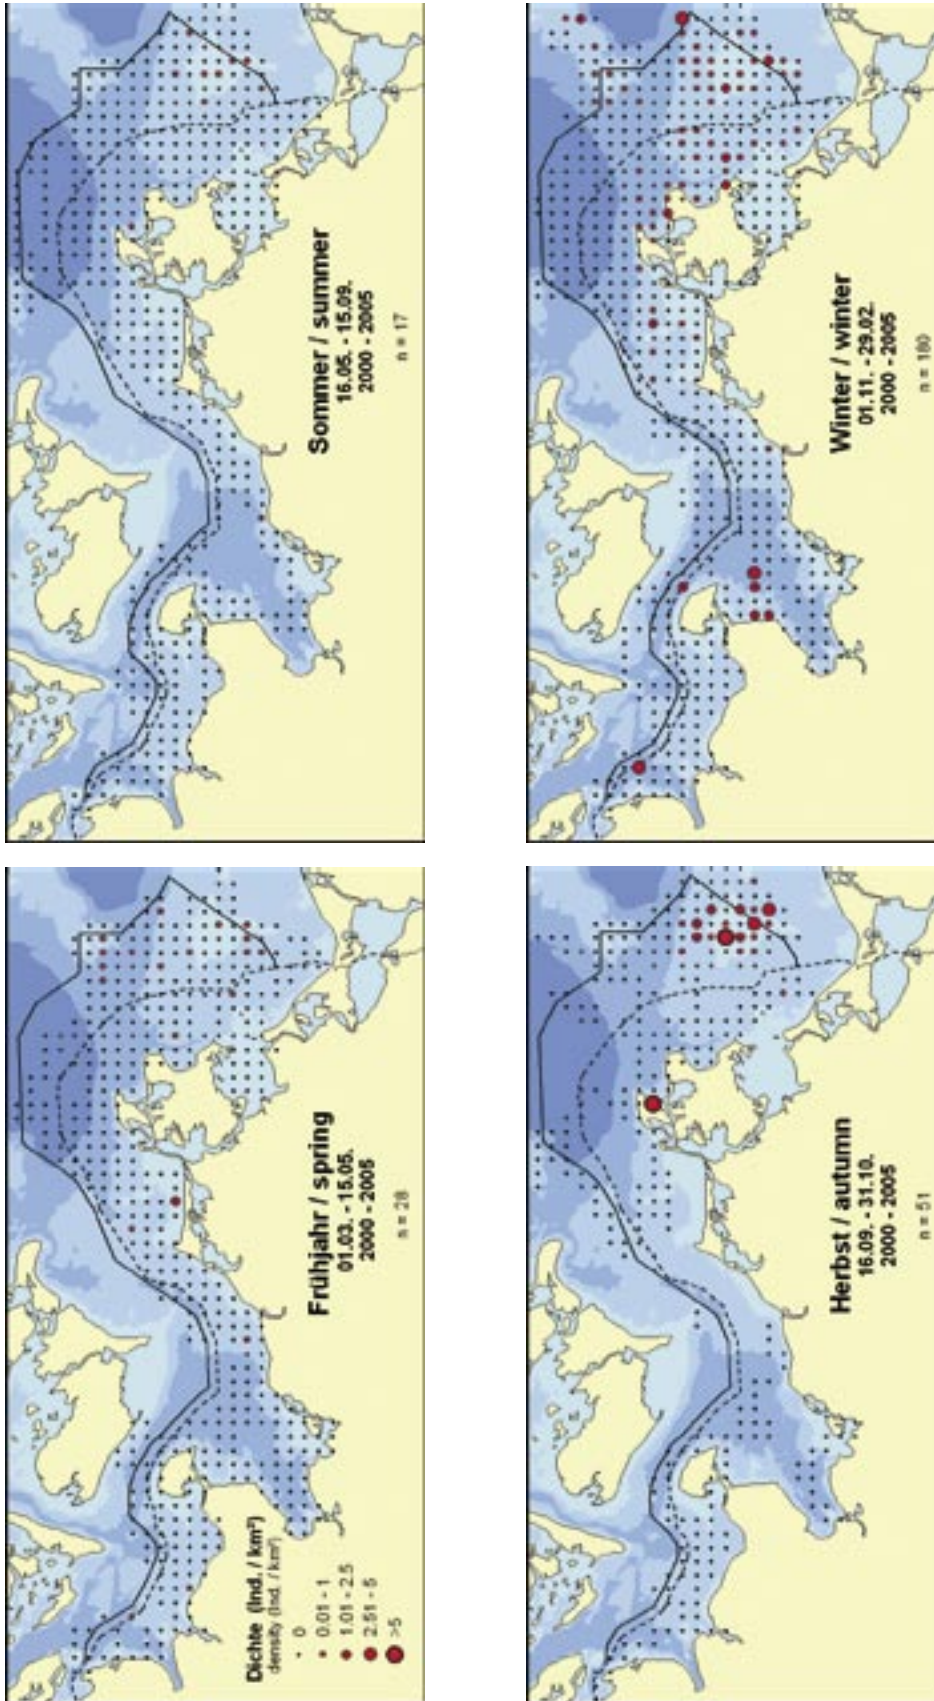 Frühjahr / spring
01.03. - 15.05.
2000 - 2005
n = 28
Dichte (Ind. / km²)
density (Ind. / km²)
0
0.01 - 1
1.01 - 2.5
2.51 - 5
>5
Sommer / summer
16.05. - 15.09.
2000 - 2005
n = 17
Herbst / autumn
16.09. - 31.10.
2000 - 2005
n = 51
Winter / winter
01.11. - 29.02.
2000 - 2005
n = 180